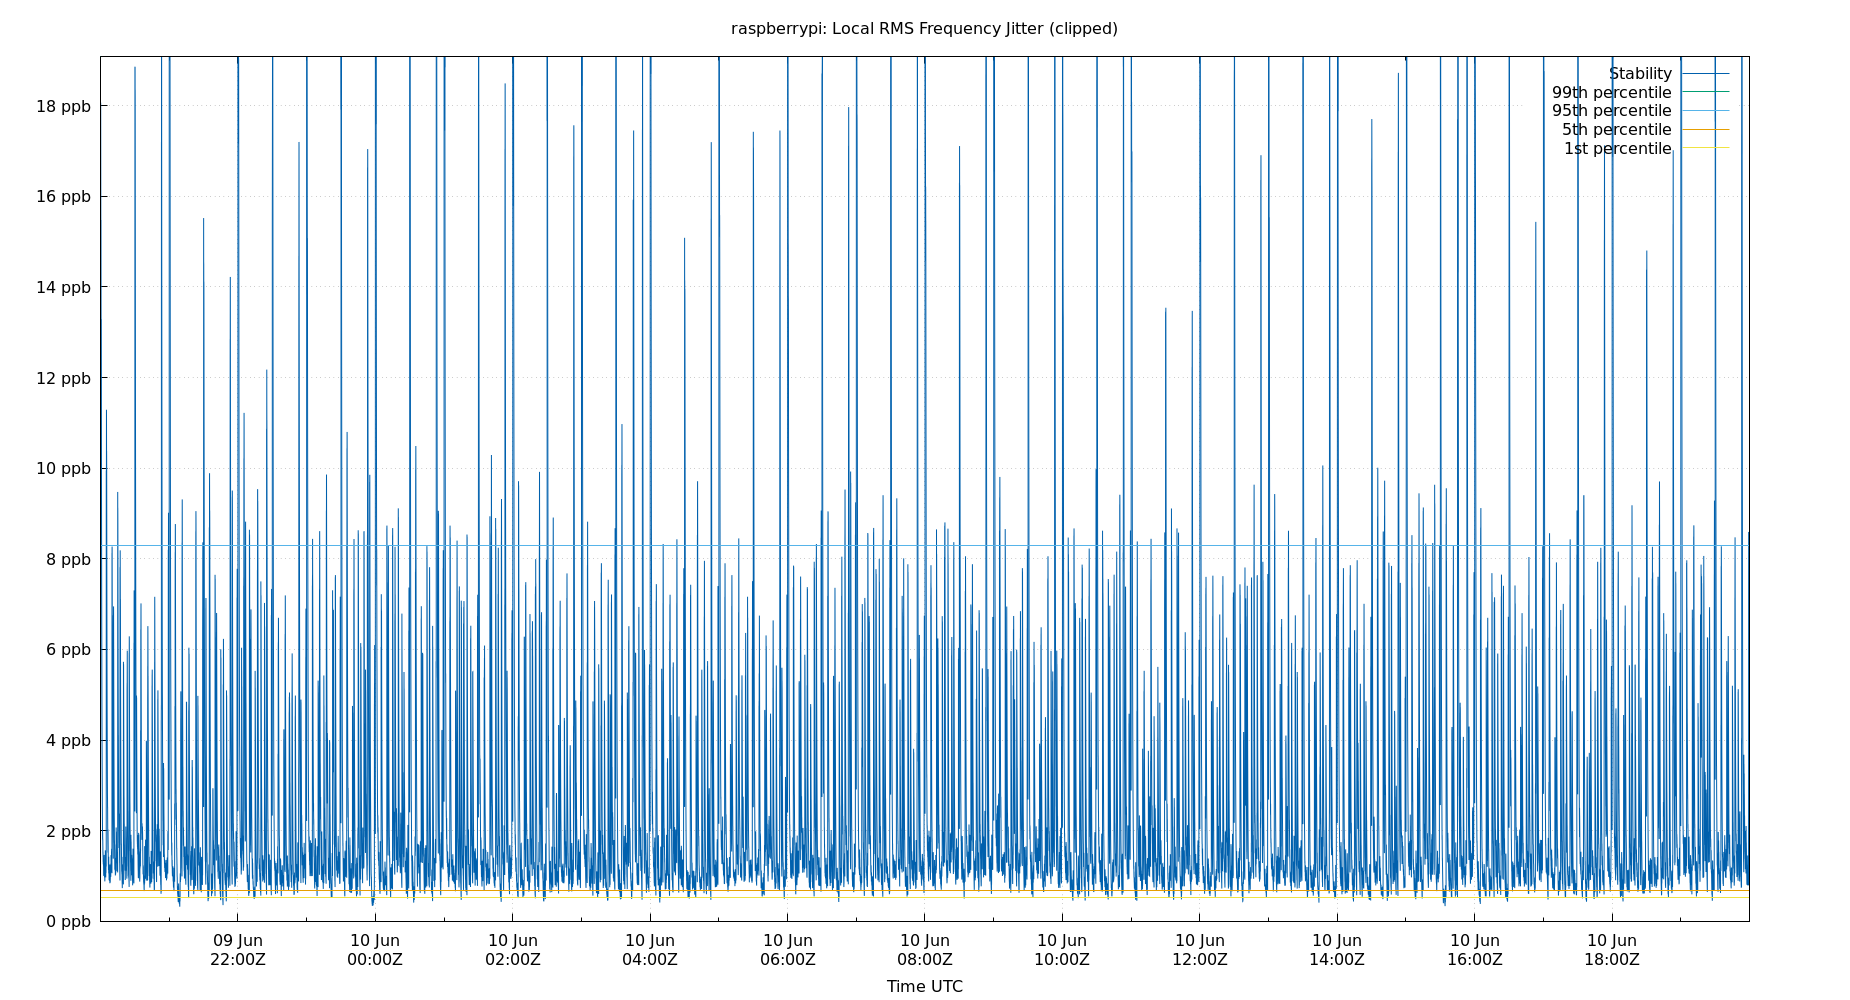 raspberrypi: Local RMS Frequency Jitter (clipped)
Stability
99th percentile
95th percentile
5th percentile
1st percentile
18 ppb
16 ppb
14 ppb
12 ppb
10 ppb
8 ppb
6 ppb
4 ppb
2 ppb
0 ppb
09 Jun 10 Jun 10 Jun 10 Jun 10 Jun 10 Jun 10 Jun 10 Jun 10 Jun 10 Jun 10 Jun
22:00Z 00:00Z 02:00Z 04:00Z 06:00Z 08:00Z 10:00Z 12:00Z 14:00Z 16:00Z 18:00Z
Time UTC